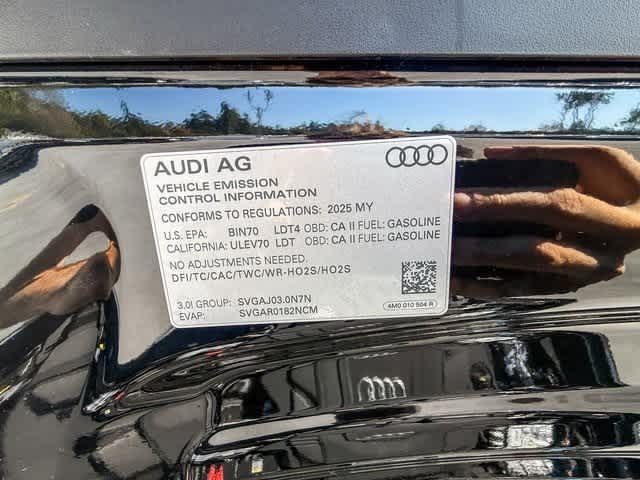 AUDI AG
VEHICLE EMISSION
CONTROL INFORMATION
CONFORMS TO REGULATIONS: 2025 MY
U.S. EPA: BIN70 LDT4 OBD: CA II FUEL: GASOLINE
CALIFORNIA: ULEV70 LDT OBD: CA II FUEL: GASOLINE
NO ADJUSTMENTS NEEDED.
DFI/TC/CAC/TWC/WR-HO2S/HO2S
3.0l GROUP: SVGAJ03.0N7N
EVAP: SVGAR0182NCM
4M0 010 504 R